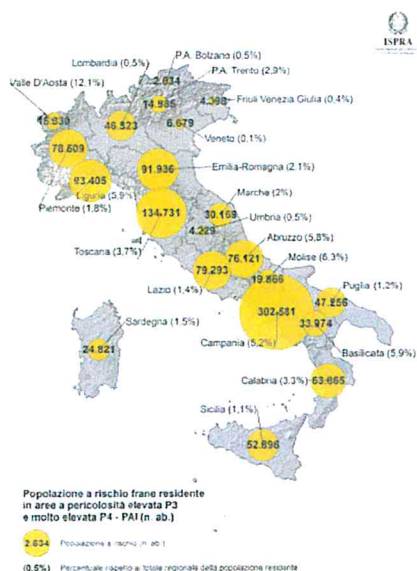 ISPRA
P.A. Bolzano (0,5%)
Lombardia (0,5%)
P.A. Trento (2,9%)
2.634
Valle D'Aosta (12,1%)
14.985
4.398
Friuli Venezia Giulia (0,4%)
46.523
6.679
Veneto (0,1%)
78.609
91.936
Emilia-Romagna (2,1%)
93.405
Liguria (5,9%)
Marche (2%)
Piemonte (1,8%)
134.731
30.169
Umbria (0,5%)
4.229
Abruzzo (5,8%)
Toscana (3,7%)
76.121
Molise (6,3%)
79.293
19.866
Puglia (1,2%)
Lazio (1,4%)
47.256
302.581
33.974
Sardegna (1,5%)
24.821
Campania (5,2%)
Basilicata (5,9%)
Calabria (3,3%)
Sicilia (1,1%)
52.896
Popolazione a rischio frane residente
in aree a pericolosità elevata P3
e molto elevata P4 - PAI (n. ab.)
2.634 Popolazione a rischio (n. ab.)
(0,5%) Percentuale rispetto al totale regionale della popolazione residente